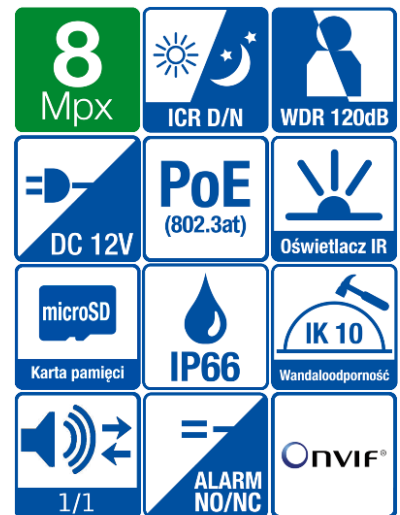 8
Mpx
ICR D/N
WDR 120dB
DC 12V
PoE
(802.3at)
Oświetlacz IR
microSD
Karta pamięci
IP66
IK 10
Wandaloodporność
1/1
ALARM
NO/NC
ONVIF®